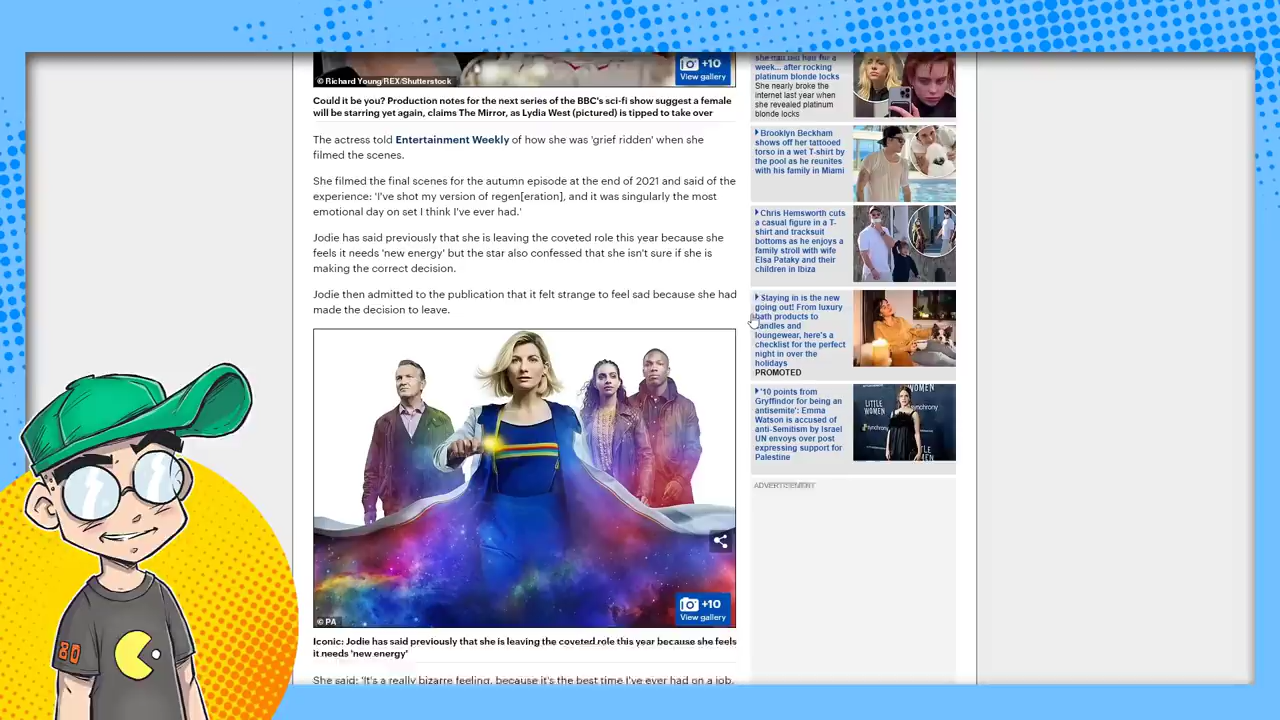 © Richard Young/REX/Shutterstock
+10
View gallery
Could it be you? Production notes for the next series of the BBC's sci-fi show suggest a female
will be starring yet again, claims The Mirror, as Lydia West (pictured) is tipped to take over
The actress told Entertainment Weekly of how she was 'grief ridden' when she
filmed the scenes.
She filmed the final scenes for the autumn episode at the end of 2021 and said of the
experience: 'I've shot my version of regen[eration], and it was singularly the most
emotional day on set I think I've ever had.'
Jodie has said previously that she is leaving the coveted role this year because she
feels it needs 'new energy' but the star also confessed that she isn't sure if she is
making the correct decision.
Jodie then admitted to the publication that it felt strange to feel sad because she had
made the decision to leave.
© PA
+10
View gallery
Iconic: Jodie has said previously that she is leaving the coveted role this year because she feels
it needs 'new energy'
She said: 'It's a really bizarre feeling, because it's the best time I've ever had on a job.
week... after rocking
platinum blonde locks
She nearly broke the
internet last year when
she revealed platinum
blonde locks
Brooklyn Beckham
shows off her tattooed
torso in a wet T-shirt by
the pool as he reunites
with his family in Miami
Chris Hemsworth cuts
a casual figure in a T-
shirt and tracksuit
bottoms as he enjoys a
family stroll with wife
Elsa Pataky and their
children in Ibiza
Staying in is the new
going out! From luxury
bath products to
candles and
loungewear, here's a
checklist for the perfect
night in over the
holidays
PROMOTED
'10 points from
Gryffindor for being an
antisemite': Emma
Watson is accused of
anti-Semitism by Israel
UN envoys over post
expressing support for
Palestine
LITTLE
WOMEN
synchrony
ADVERTISEMENT
80